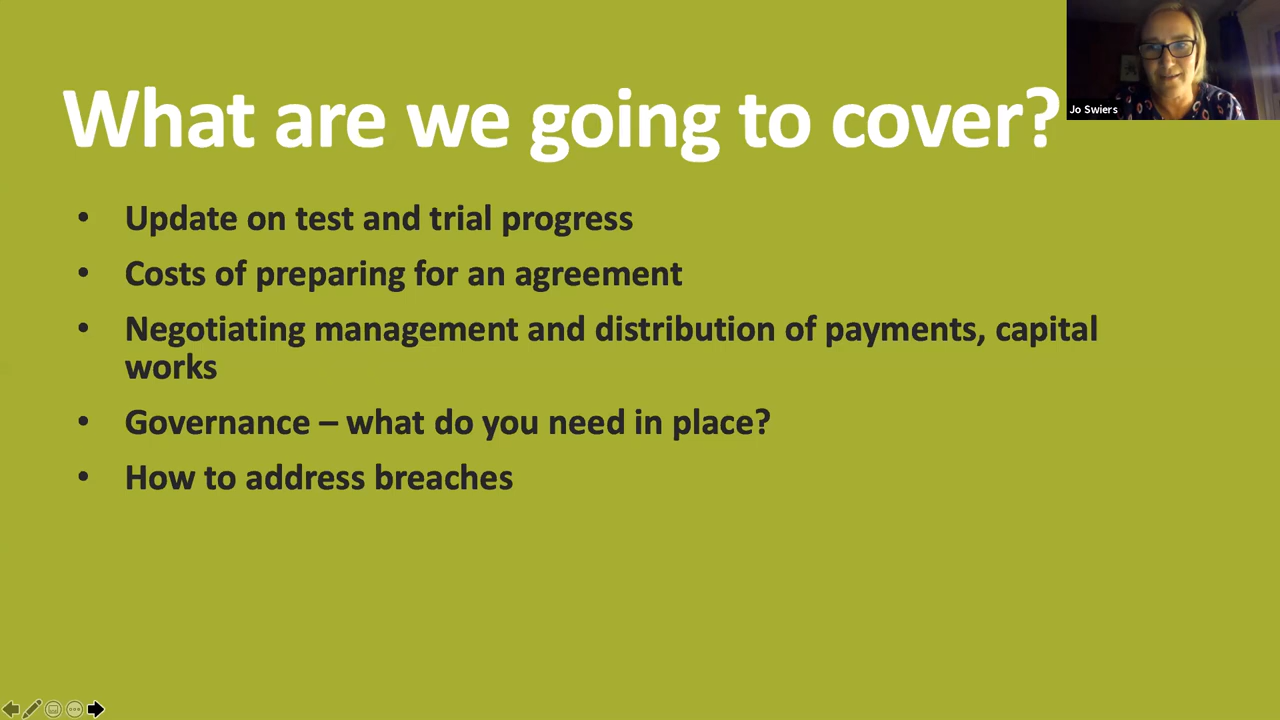 What are we going to cover?
Jo Swiers
• Update on test and trial progress
• Costs of preparing for an agreement
• Negotiating management and distribution of payments, capital
works
• Governance – what do you need in place?
• How to address breaches